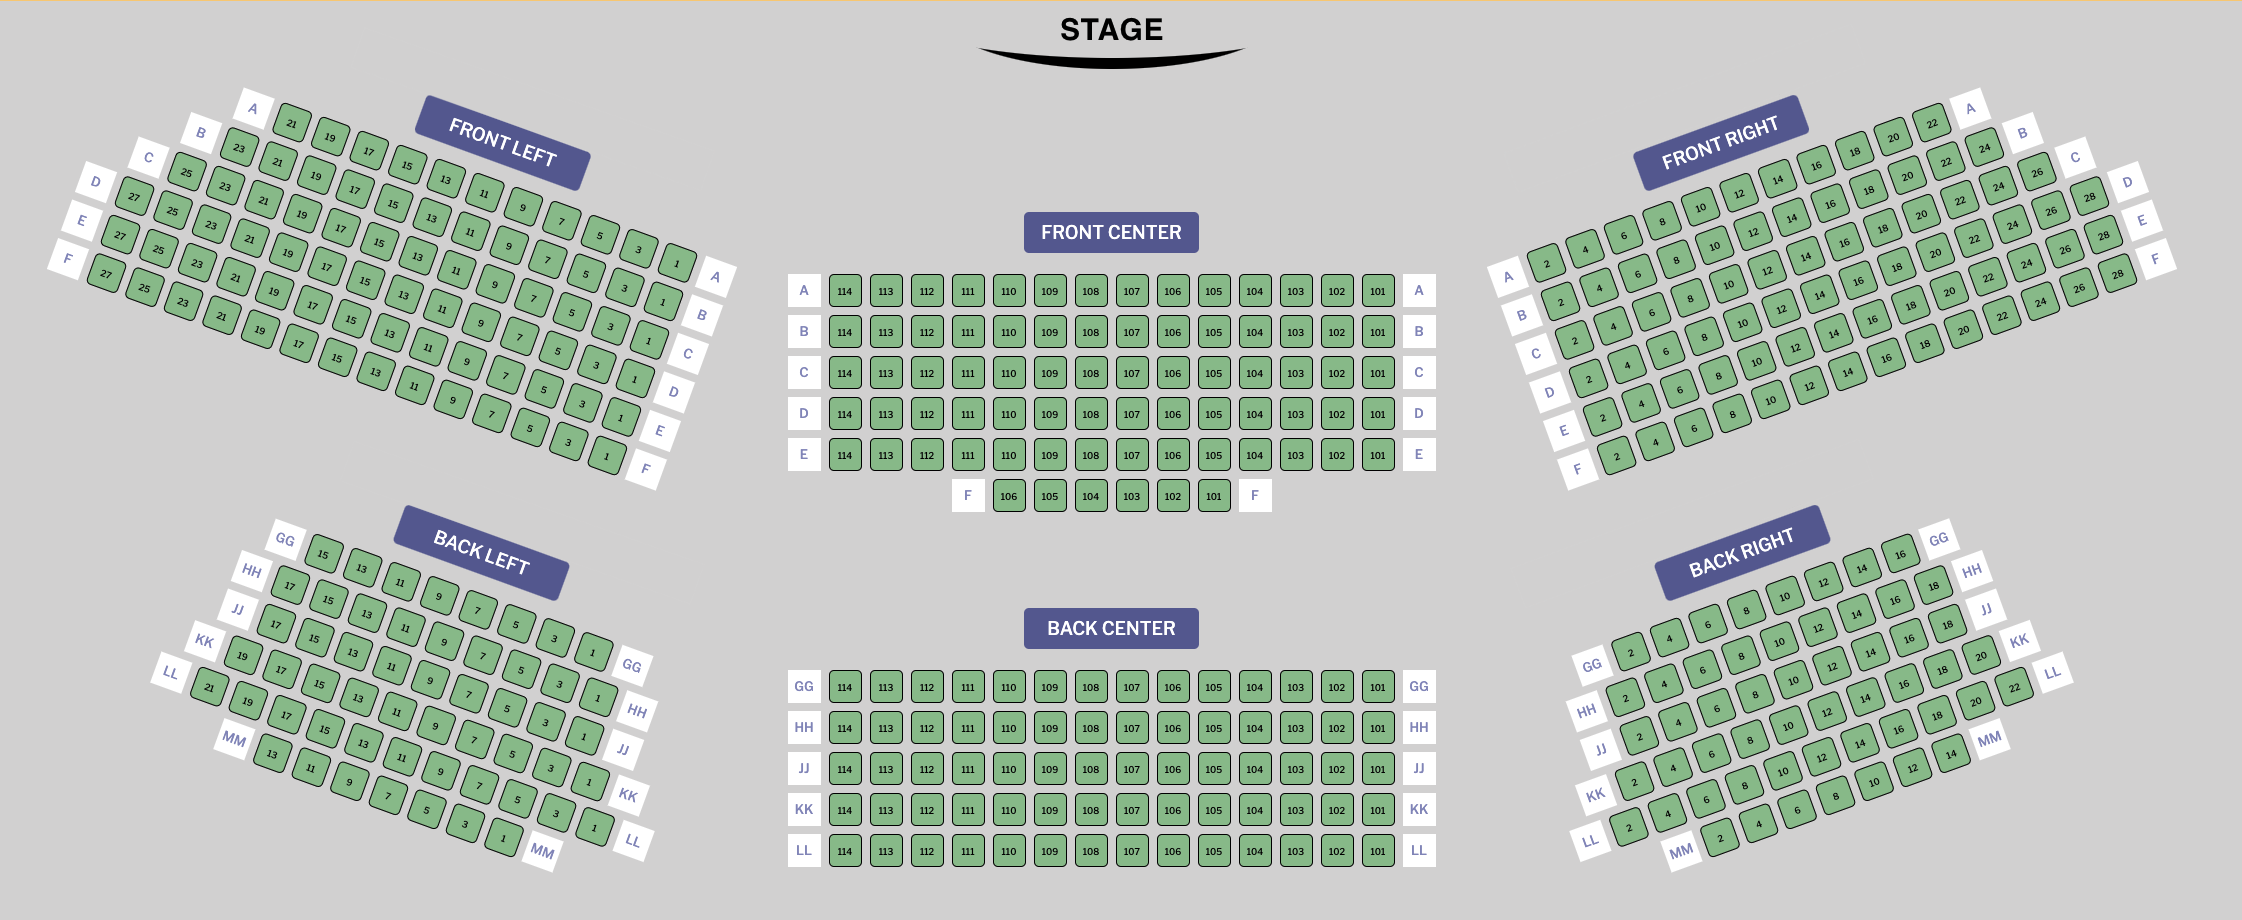 STAGE
FRONT LEFT
A 21 19 17 15 13 11 9 7 5 3 1 A
B 23 21 19 17 15 13 11 9 7 5 3 1 B
C 25 23 21 19 17 15 13 11 9 7 5 3 1 C
D 27 25 23 21 19 17 15 13 11 9 7 5 3 1 D
E 27 25 23 21 19 17 15 13 11 9 7 5 3 1 E
F 27 25 23 21 19 17 15 13 11 9 7 5 3 1 F
FRONT CENTER
A 114 113 112 111 110 109 108 107 106 105 104 103 102 101 A
B 114 113 112 111 110 109 108 107 106 105 104 103 102 101 B
C 114 113 112 111 110 109 108 107 106 105 104 103 102 101 C
D 114 113 112 111 110 109 108 107 106 105 104 103 102 101 D
E 114 113 112 111 110 109 108 107 106 105 104 103 102 101 E
F 106 105 104 103 102 101 F
FRONT RIGHT
A 2 4 6 8 10 12 14 16 18 20 22 A
B 2 4 6 8 10 12 14 16 18 20 22 24 B
C 2 4 6 8 10 12 14 16 18 20 22 24 26 C
D 2 4 6 8 10 12 14 16 18 20 22 24 26 28 D
E 2 4 6 8 10 12 14 16 18 20 22 24 26 28 E
F 2 4 6 8 10 12 14 16 18 20 22 24 26 28 F
BACK LEFT
GG 15 13 11 9 7 5 3 1 GG
HH 17 15 13 11 9 7 5 3 1 HH
JJ 17 15 13 11 9 7 5 3 1 JJ
KK 19 17 15 13 11 9 7 5 3 1 KK
LL 21 19 17 15 13 11 9 7 5 3 1 LL
MM 13 11 9 7 5 3 1 MM
BACK CENTER
GG 114 113 112 111 110 109 108 107 106 105 104 103 102 101 GG
HH 114 113 112 111 110 109 108 107 106 105 104 103 102 101 HH
JJ 114 113 112 111 110 109 108 107 106 105 104 103 102 101 JJ
KK 114 113 112 111 110 109 108 107 106 105 104 103 102 101 KK
LL 114 113 112 111 110 109 108 107 106 105 104 103 102 101 LL
BACK RIGHT
GG 2 4 6 8 10 12 14 16 GG
HH 2 4 6 8 10 12 14 16 18 HH
JJ 2 4 6 8 10 12 14 16 18 JJ
KK 2 4 6 8 10 12 14 16 18 20 KK
LL 2 4 6 8 10 12 14 16 18 20 22 LL
MM 2 4 6 8 10 12 14 MM